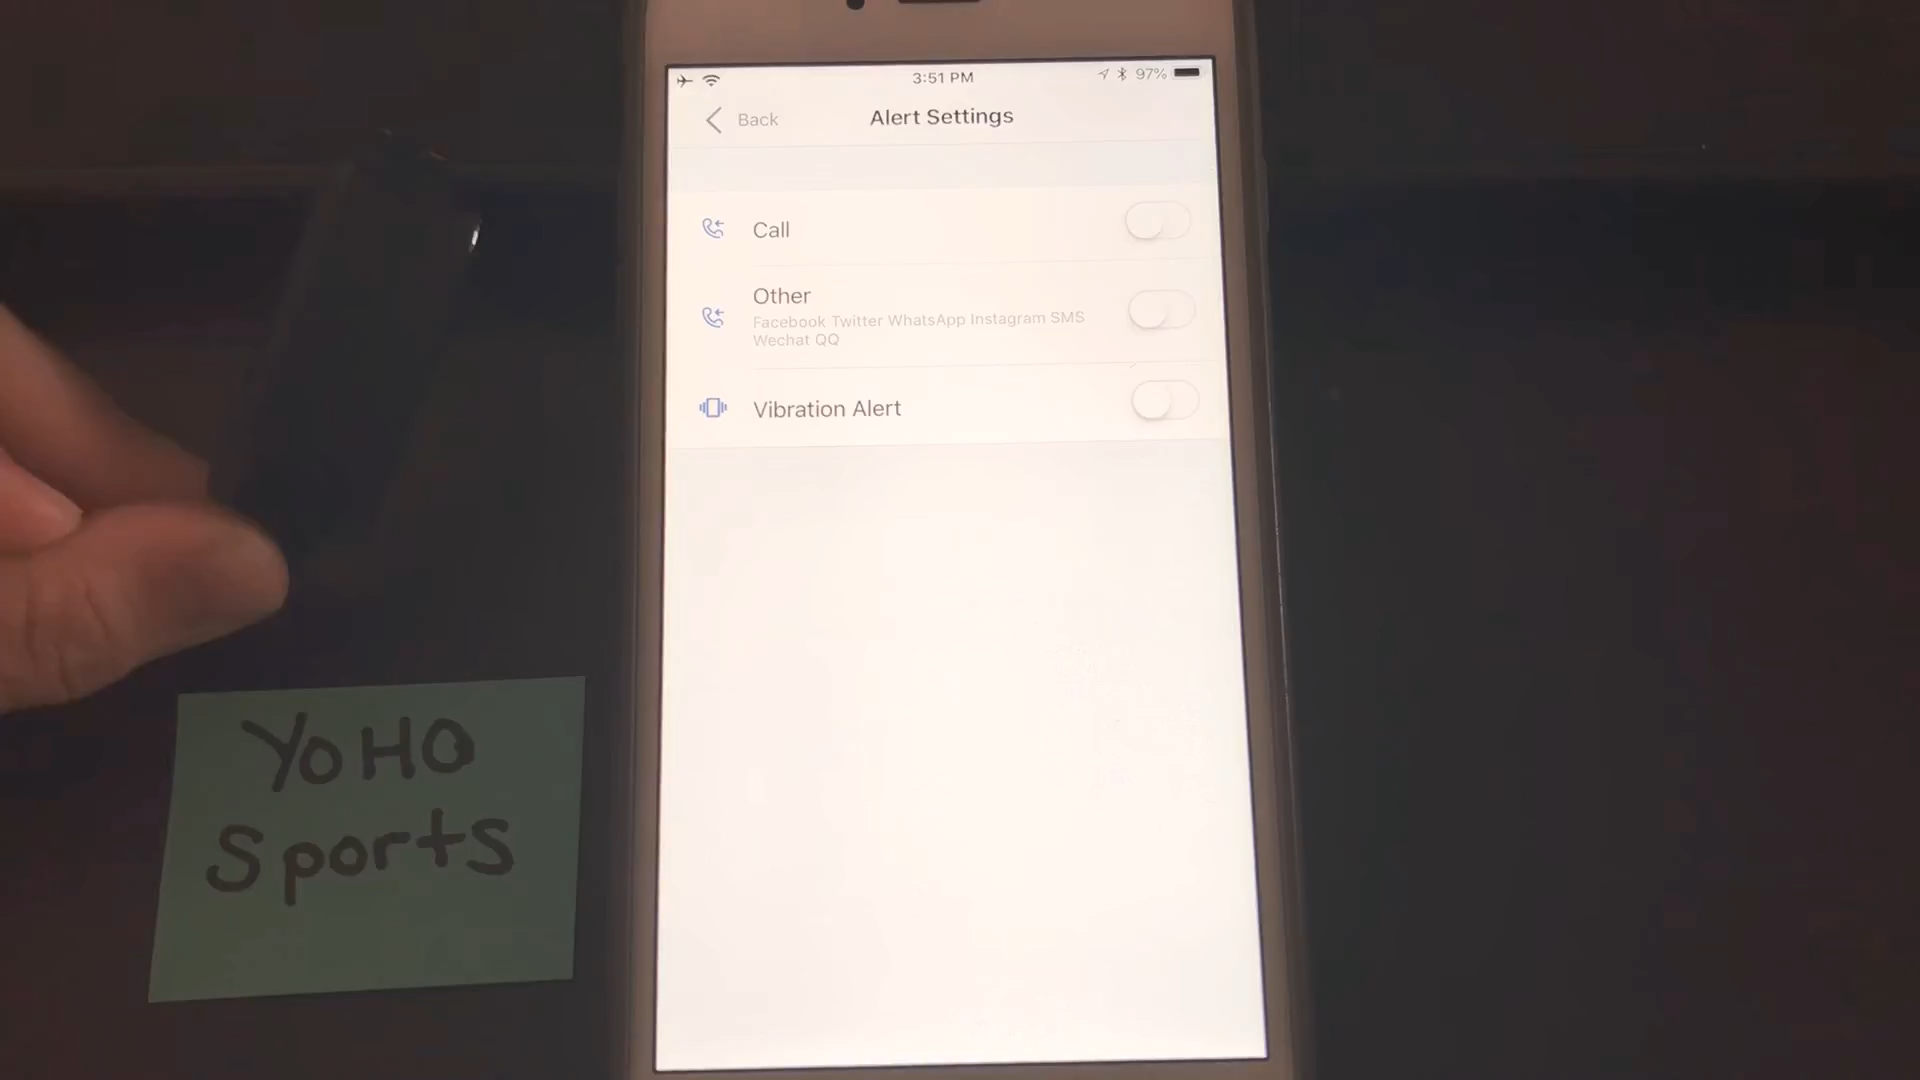 3:51 PM
97%
Back
Alert Settings
Call
Other
Facebook Twitter WhatsApp Instagram SMS
Wechat QQ
Vibration Alert
YoHO
Sports